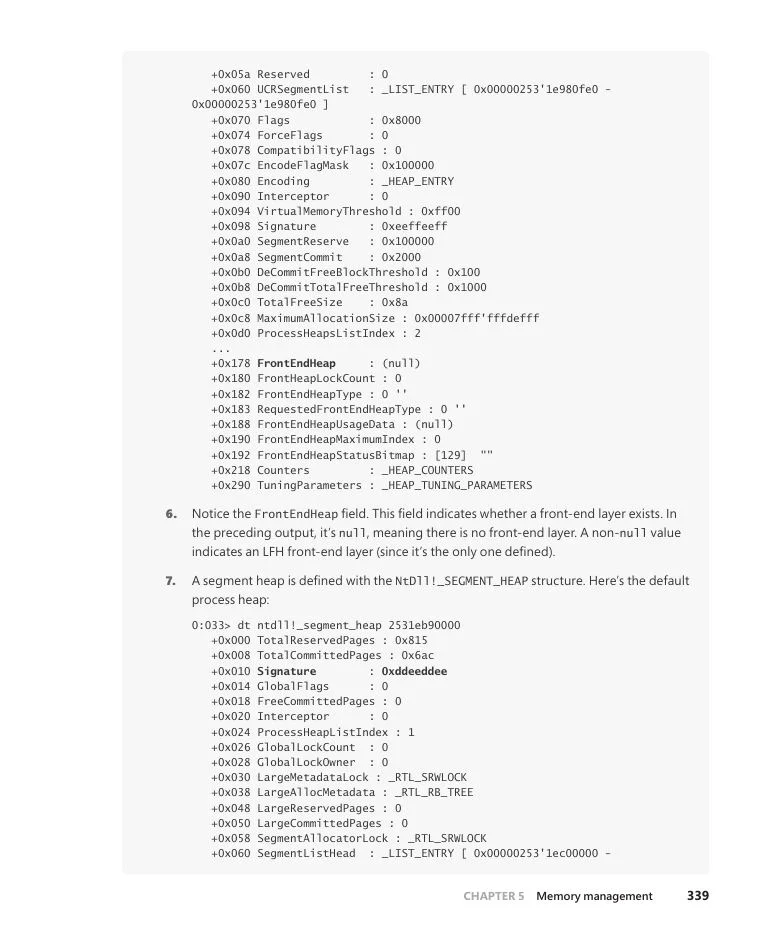 +0x05a Reserved : 0
+0x060 UCRSegmentList : _LIST_ENTRY [ 0x00000253'1e980fe0 -
0x00000253'1e980fe0 ]
+0x070 Flags : 0x8000
+0x074 ForceFlags : 0
+0x078 CompatibilityFlags : 0
+0x07c EncodeFlagMask : 0x100000
+0x080 Encoding : _HEAP_ENTRY
+0x090 Interceptor : 0
+0x094 VirtualMemoryThreshold : 0xff00
+0x098 Signature : 0xeeffeeff
+0x0a0 SegmentReserve : 0x100000
+0x0a8 SegmentCommit : 0x2000
+0x0b0 DeCommitFreeBlockThreshold : 0x100
+0x0b8 DeCommitTotalFreeThreshold : 0x1000
+0x0c0 TotalFreeSize : 0x8a
+0x0c8 MaximumAllocationSize : 0x00007fff'fffdefff
+0x0d0 ProcessHeapsListIndex : 2
...
+0x178 FrontEndHeap : (null)
+0x180 FrontHeapLockCount : 0
+0x182 FrontEndHeapType : 0 ''
+0x183 RequestedFrontEndHeapType : 0 ''
+0x188 FrontEndHeapUsageData : (null)
+0x190 FrontEndHeapMaximumIndex : 0
+0x192 FrontEndHeapStatusBitmap : [129] ""
+0x218 Counters : _HEAP_COUNTERS
+0x290 TuningParameters : _HEAP_TUNING_PARAMETERS
6. Notice the FrontEndHeap field. This field indicates whether a front-end layer exists. In
the preceding output, it's null, meaning there is no front-end layer. A non-null value
indicates an LFH front-end layer (since it's the only one defined).
7. A segment heap is defined with the NtDll!_SEGMENT_HEAP structure. Here's the default
process heap:
0:033> dt ntdll!_segment_heap 2531eb90000
+0x000 TotalReservedPages : 0x815
+0x008 TotalCommittedPages : 0x6ac
+0x010 Signature : 0xddeeddee
+0x014 GlobalFlags : 0
+0x018 FreeCommittedPages : 0
+0x020 Interceptor : 0
+0x024 ProcessHeapListIndex : 1
+0x026 GlobalLockCount : 0
+0x028 GlobalLockOwner : 0
+0x030 LargeMetadataLock : _RTL_SRWLOCK
+0x038 LargeAllocMetadata : _RTL_RB_TREE
+0x048 LargeReservedPages : 0
+0x050 LargeCommittedPages : 0
+0x058 SegmentAllocatorLock : _RTL_SRWLOCK
+0x060 SegmentListHead : _LIST_ENTRY [ 0x00000253'1ec00000 -
CHAPTER 5 Memory management 339